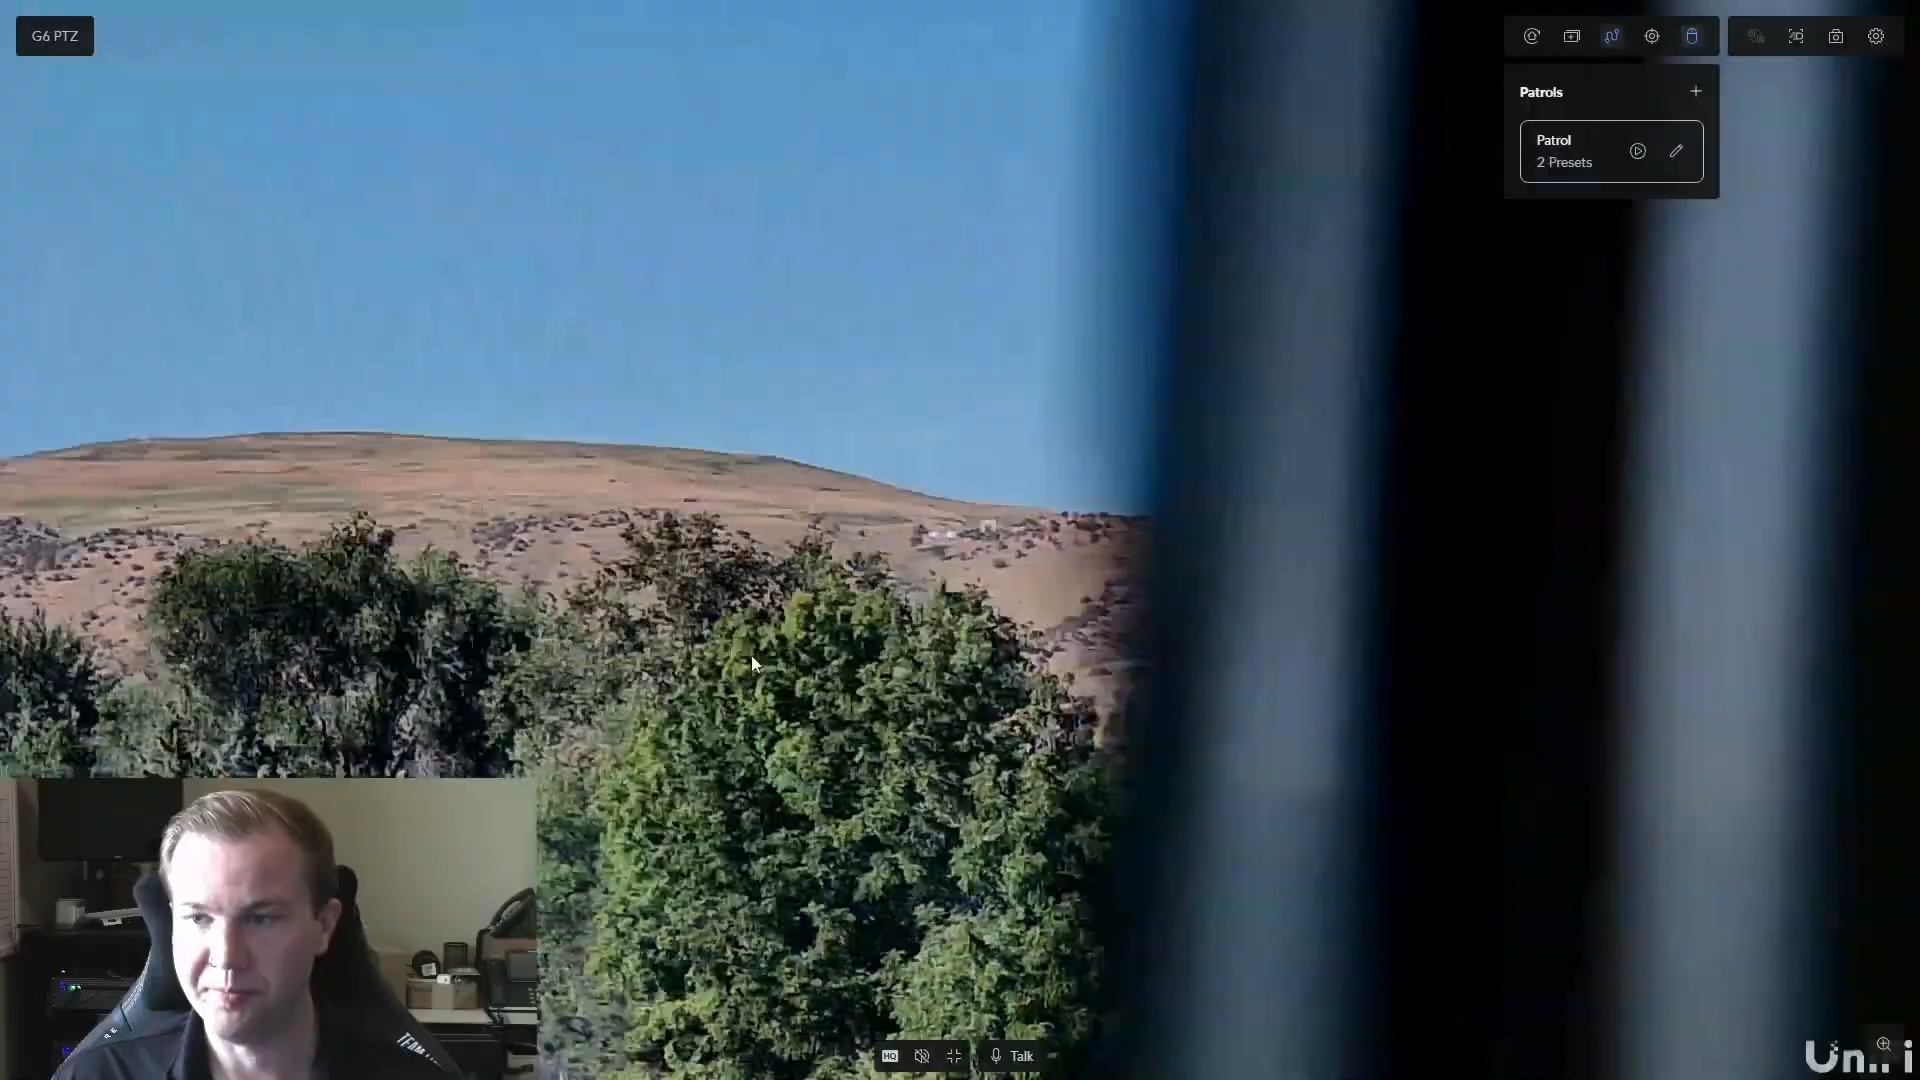 G6 PTZ
Patrols
Patrol
2 Presets
HQ
Talk